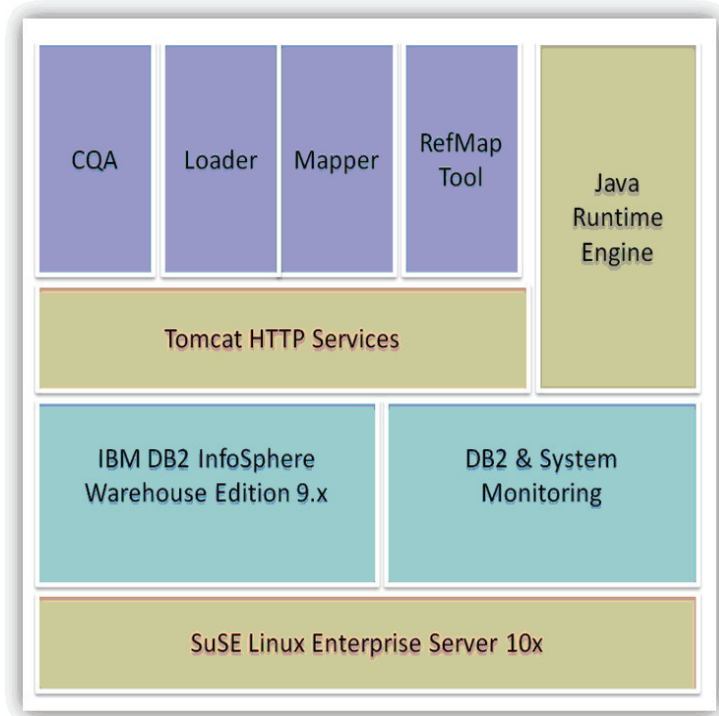 CQA
Loader
Mapper
RefMap
Tool
Java
Runtime
Engine
Tomcat HTTP Services
IBM DB2 InfoSphere
Warehouse Edition 9.x
DB2 & System
Monitoring
SuSE Linux Enterprise Server 10x